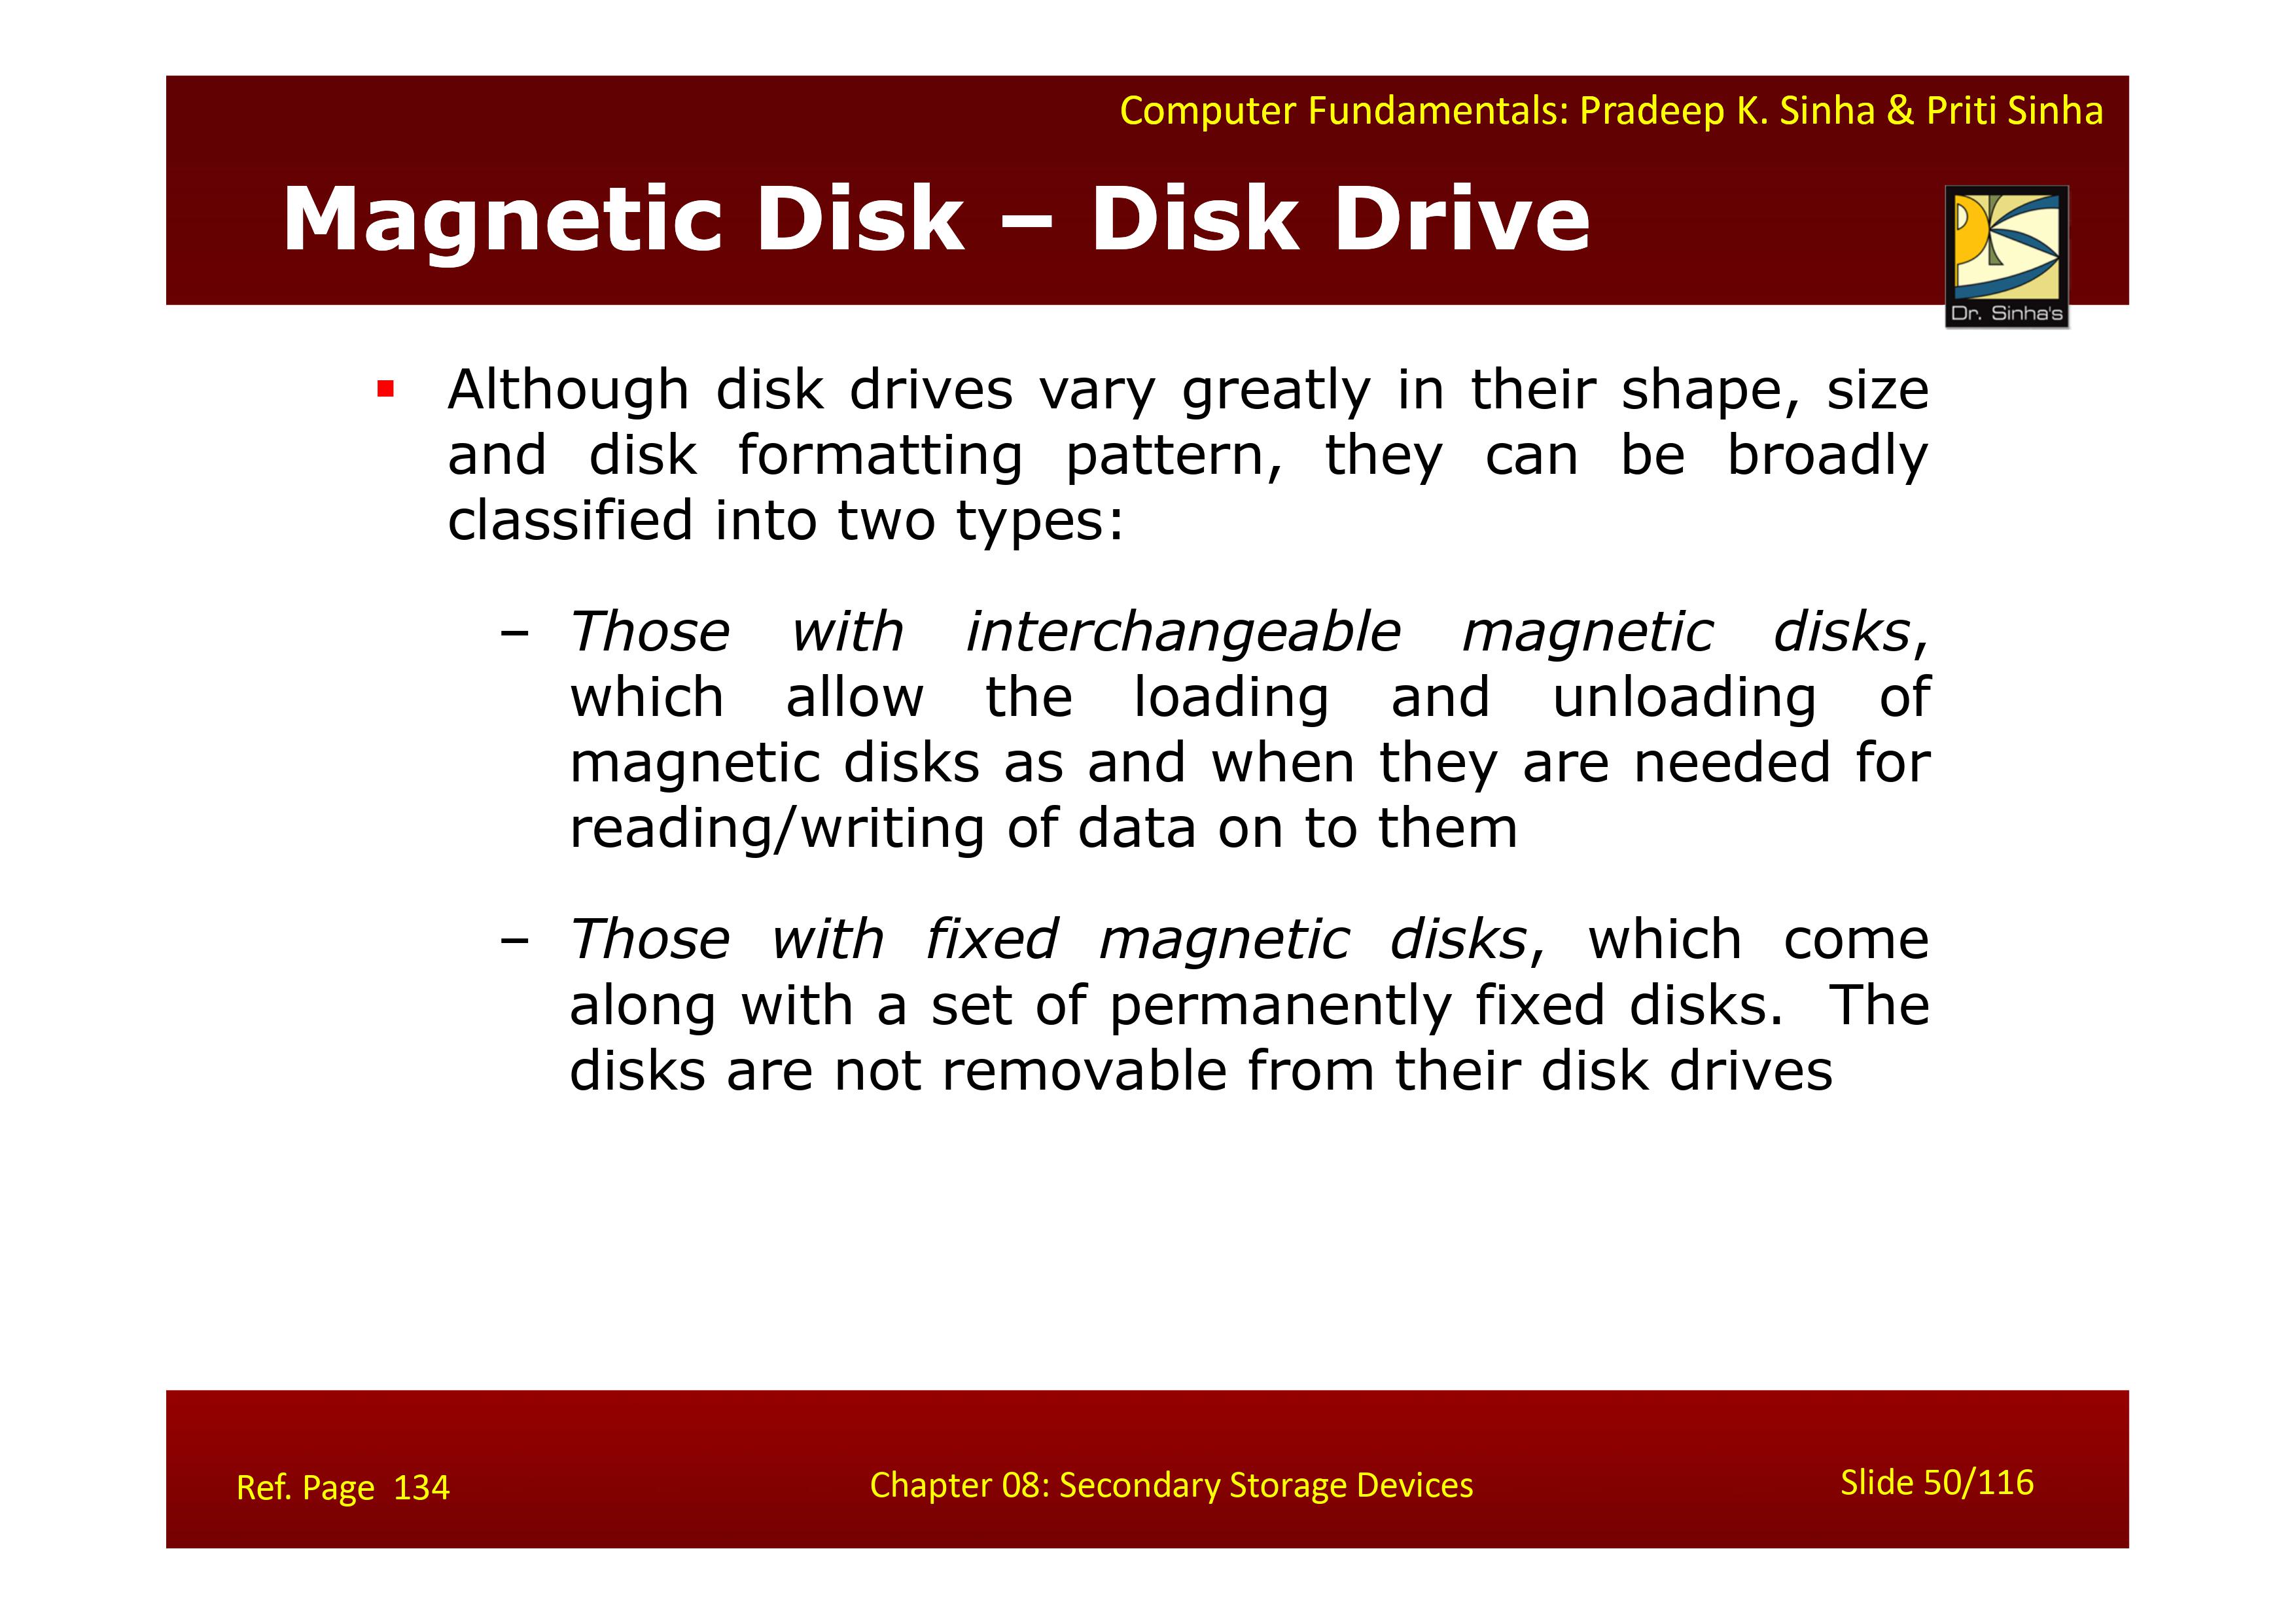 Computer Fundamentals: Pradeep K. Sinha & Priti Sinha
Magnetic Disk – Disk Drive
Dr. Sinha's
▪ Although disk drives vary greatly in their shape, size
and disk formatting pattern, they can be broadly
classified into two types:
– Those with interchangeable magnetic disks,
which allow the loading and unloading of
magnetic disks as and when they are needed for
reading/writing of data on to them
– Those with fixed magnetic disks, which come
along with a set of permanently fixed disks. The
disks are not removable from their disk drives
Ref. Page 134
Chapter 08: Secondary Storage Devices
Slide 50/116